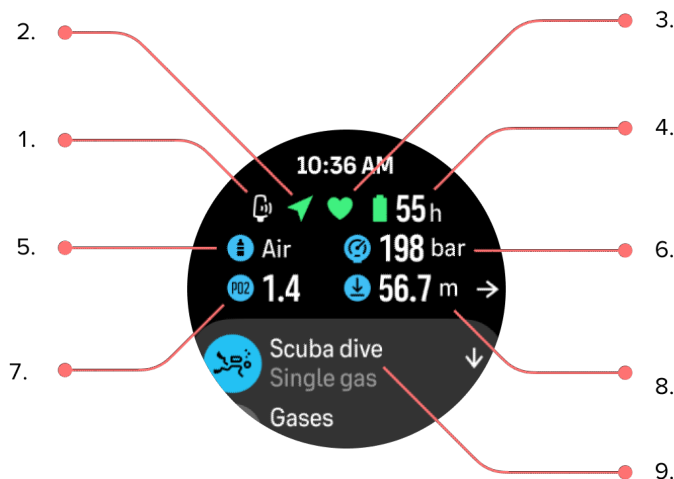 2.
3.
1.
4.
10:36 AM
55 h
5.
Air
198 bar
6.
PO2 1.4
56.7 m
7.
Scuba dive
Single gas
8.
Gases
9.